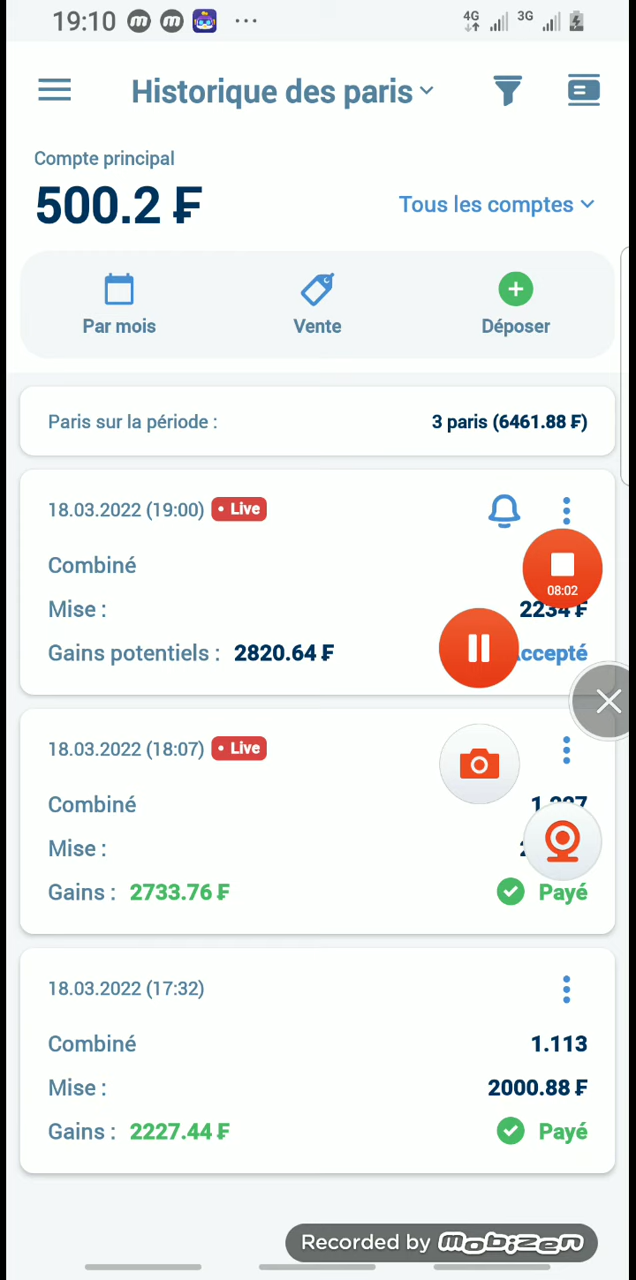 19:10 4G 3G
Historique des paris
Compte principal
500.2 ₣
Tous les comptes
Par mois Vente Déposer
Paris sur la période : 3 paris (6461.88 ₣)
18.03.2022 (19:00) • Live
Combiné
08:02
Mise : 2234 ₣
Gains potentiels : 2820.64 ₣ ccepté
18.03.2022 (18:07) • Live
Combiné
Mise :
Gains : 2733.76 ₣ Payé
18.03.2022 (17:32)
Combiné 1.113
Mise : 2000.88 ₣
Gains : 2227.44 ₣ Payé
Recorded by mobizen